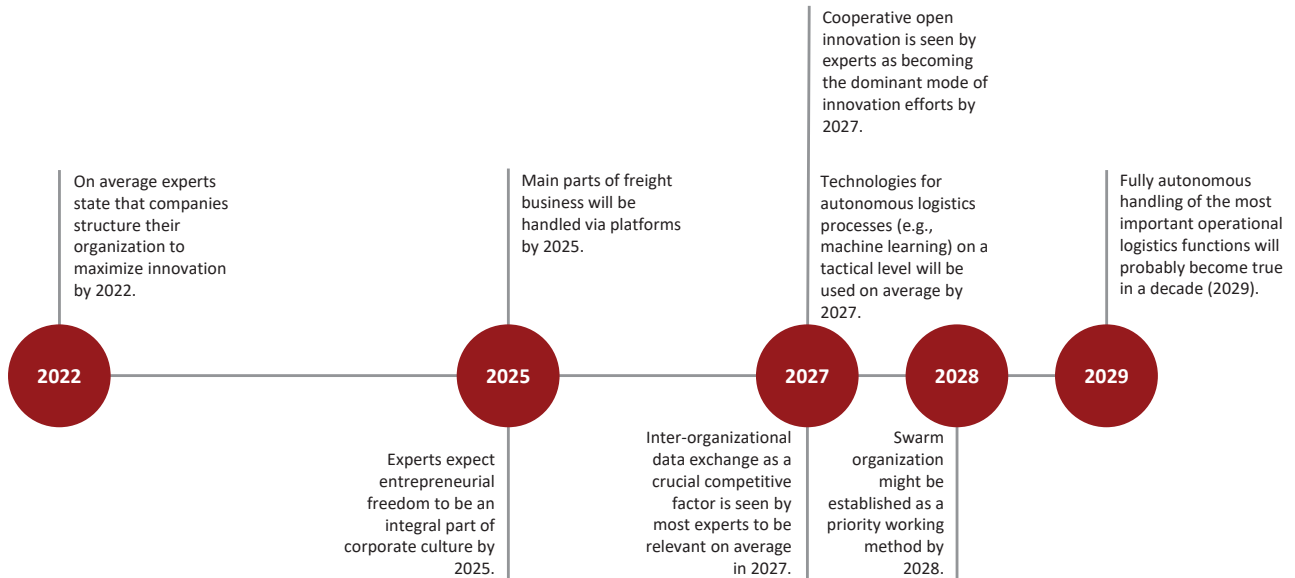 Cooperative open
innovation is seen by
experts as becoming
the dominant mode of
innovation efforts by
2027.
On average experts
state that companies
structure their
organization to
maximize innovation
by 2022.
Main parts of freight
business will be
handled via platforms
by 2025.
Technologies for
autonomous logistics
processes (e.g.,
machine learning) on a
tactical level will be
used on average by
2027.
Fully autonomous
handling of the most
important operational
logistics functions will
probably become true
in a decade (2029).
2022
2025
2027
2028
2029
Experts expect
entrepreneurial
freedom to be an
integral part of
corporate culture by
2025.
Inter-organizational
data exchange as a
crucial competitive
factor is seen by
most experts to be
relevant on average
in 2027.
Swarm
organization
might be
established as a
priority working
method by
2028.